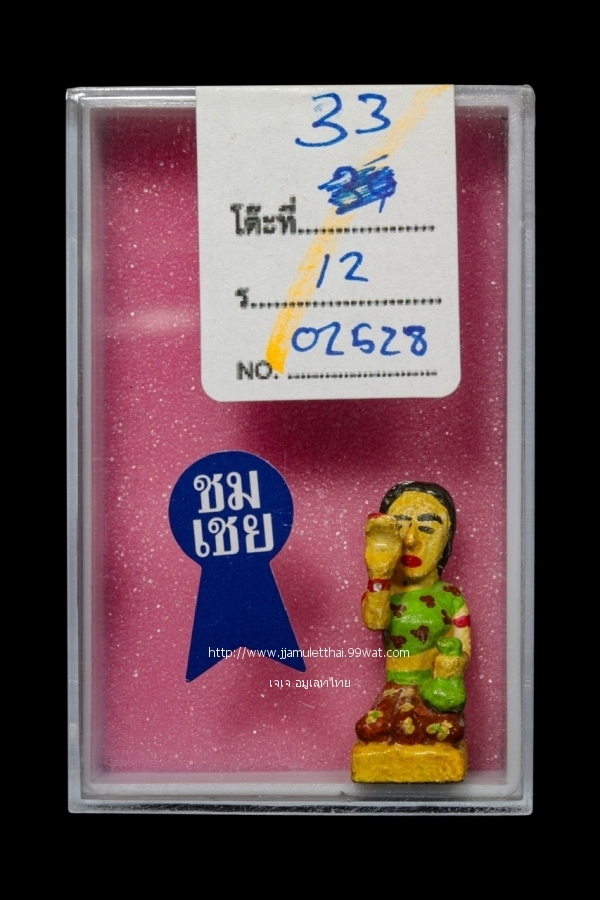 33
โต๊ะที่..................
12
ร..........................
02528
NO. .....................
ชม
เชย
http://www.jjamuletthai.99wat.com
เจเจ อมูเลทไทย